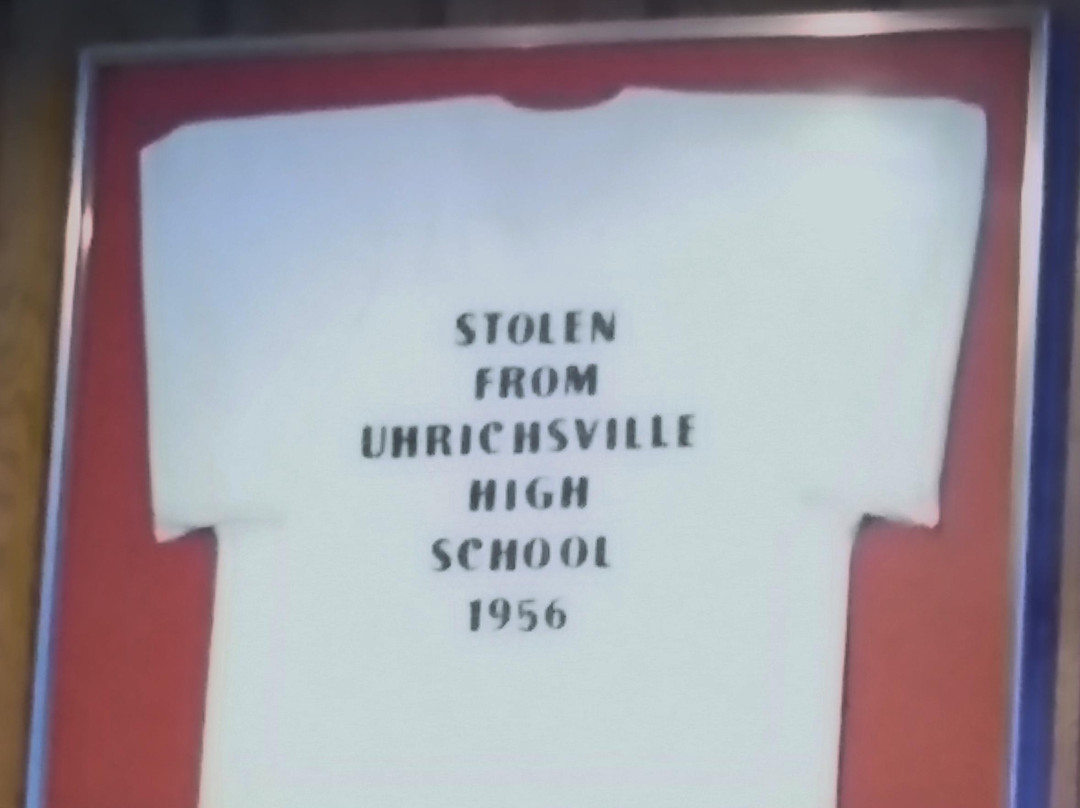 STOLEN
FROM
UHRICHSVILLE
HIGH
SCHOOL
1956